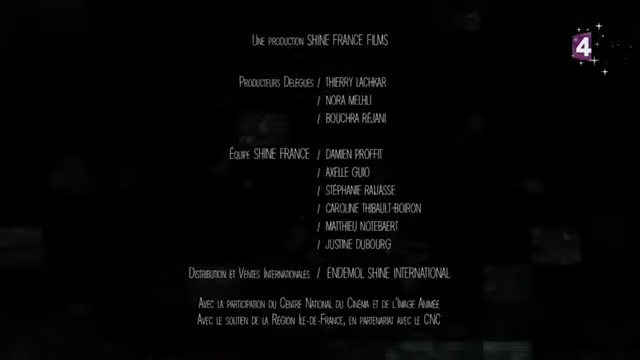 Une production SHINE FRANCE FILMS
4
Producteurs Délégués / THIERRY LACHKAR
/ NORA MELHLI
/ BOUCHRA RÉJANI
Équipe SHINE FRANCE / DAMIEN PROFFIT
/ AXELLE GUIO
/ STÉPHANIE RALIASSE
/ CAROLINE THIBAULT-BOIRON
/ MATTHIEU NOTEBAERT
/ JUSTINE DUBOURG
Distribution et Ventes Internationales / ENDEMOL SHINE INTERNATIONAL
Avec la participation du Centre National du Cinéma et de l'Image Animée
Avec le soutien de la Région Île-de-France, en partenariat avec le CNC